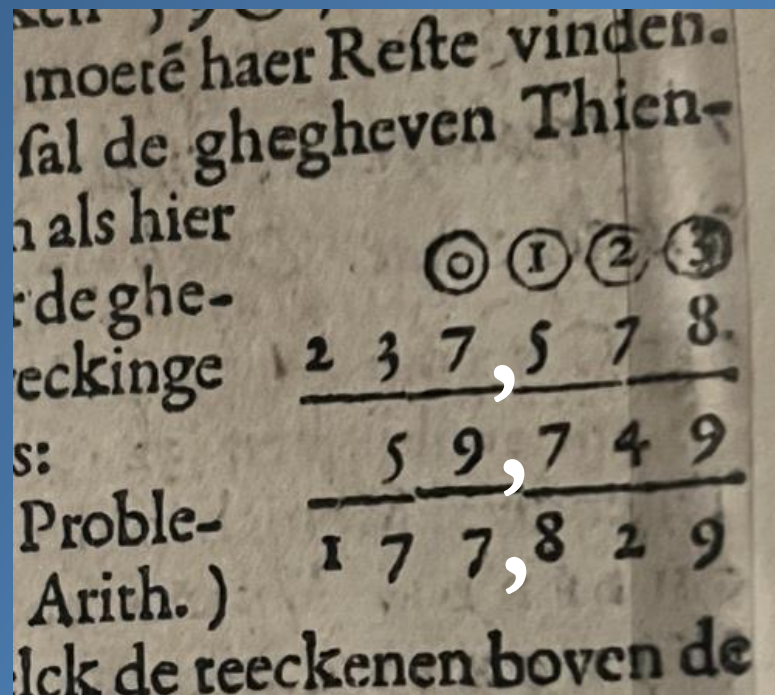 moetē haer Reſte vinden.
ſal de ghegheven Thien-
als hier
⓪ ① ② ③
de ghe-
2 3 7 , 5 7 8.
eckinge
s:
5 9 , 7 4 9
Proble-
1 7 7 , 8 2 9
Arith. )
lck de teeckenen boven de